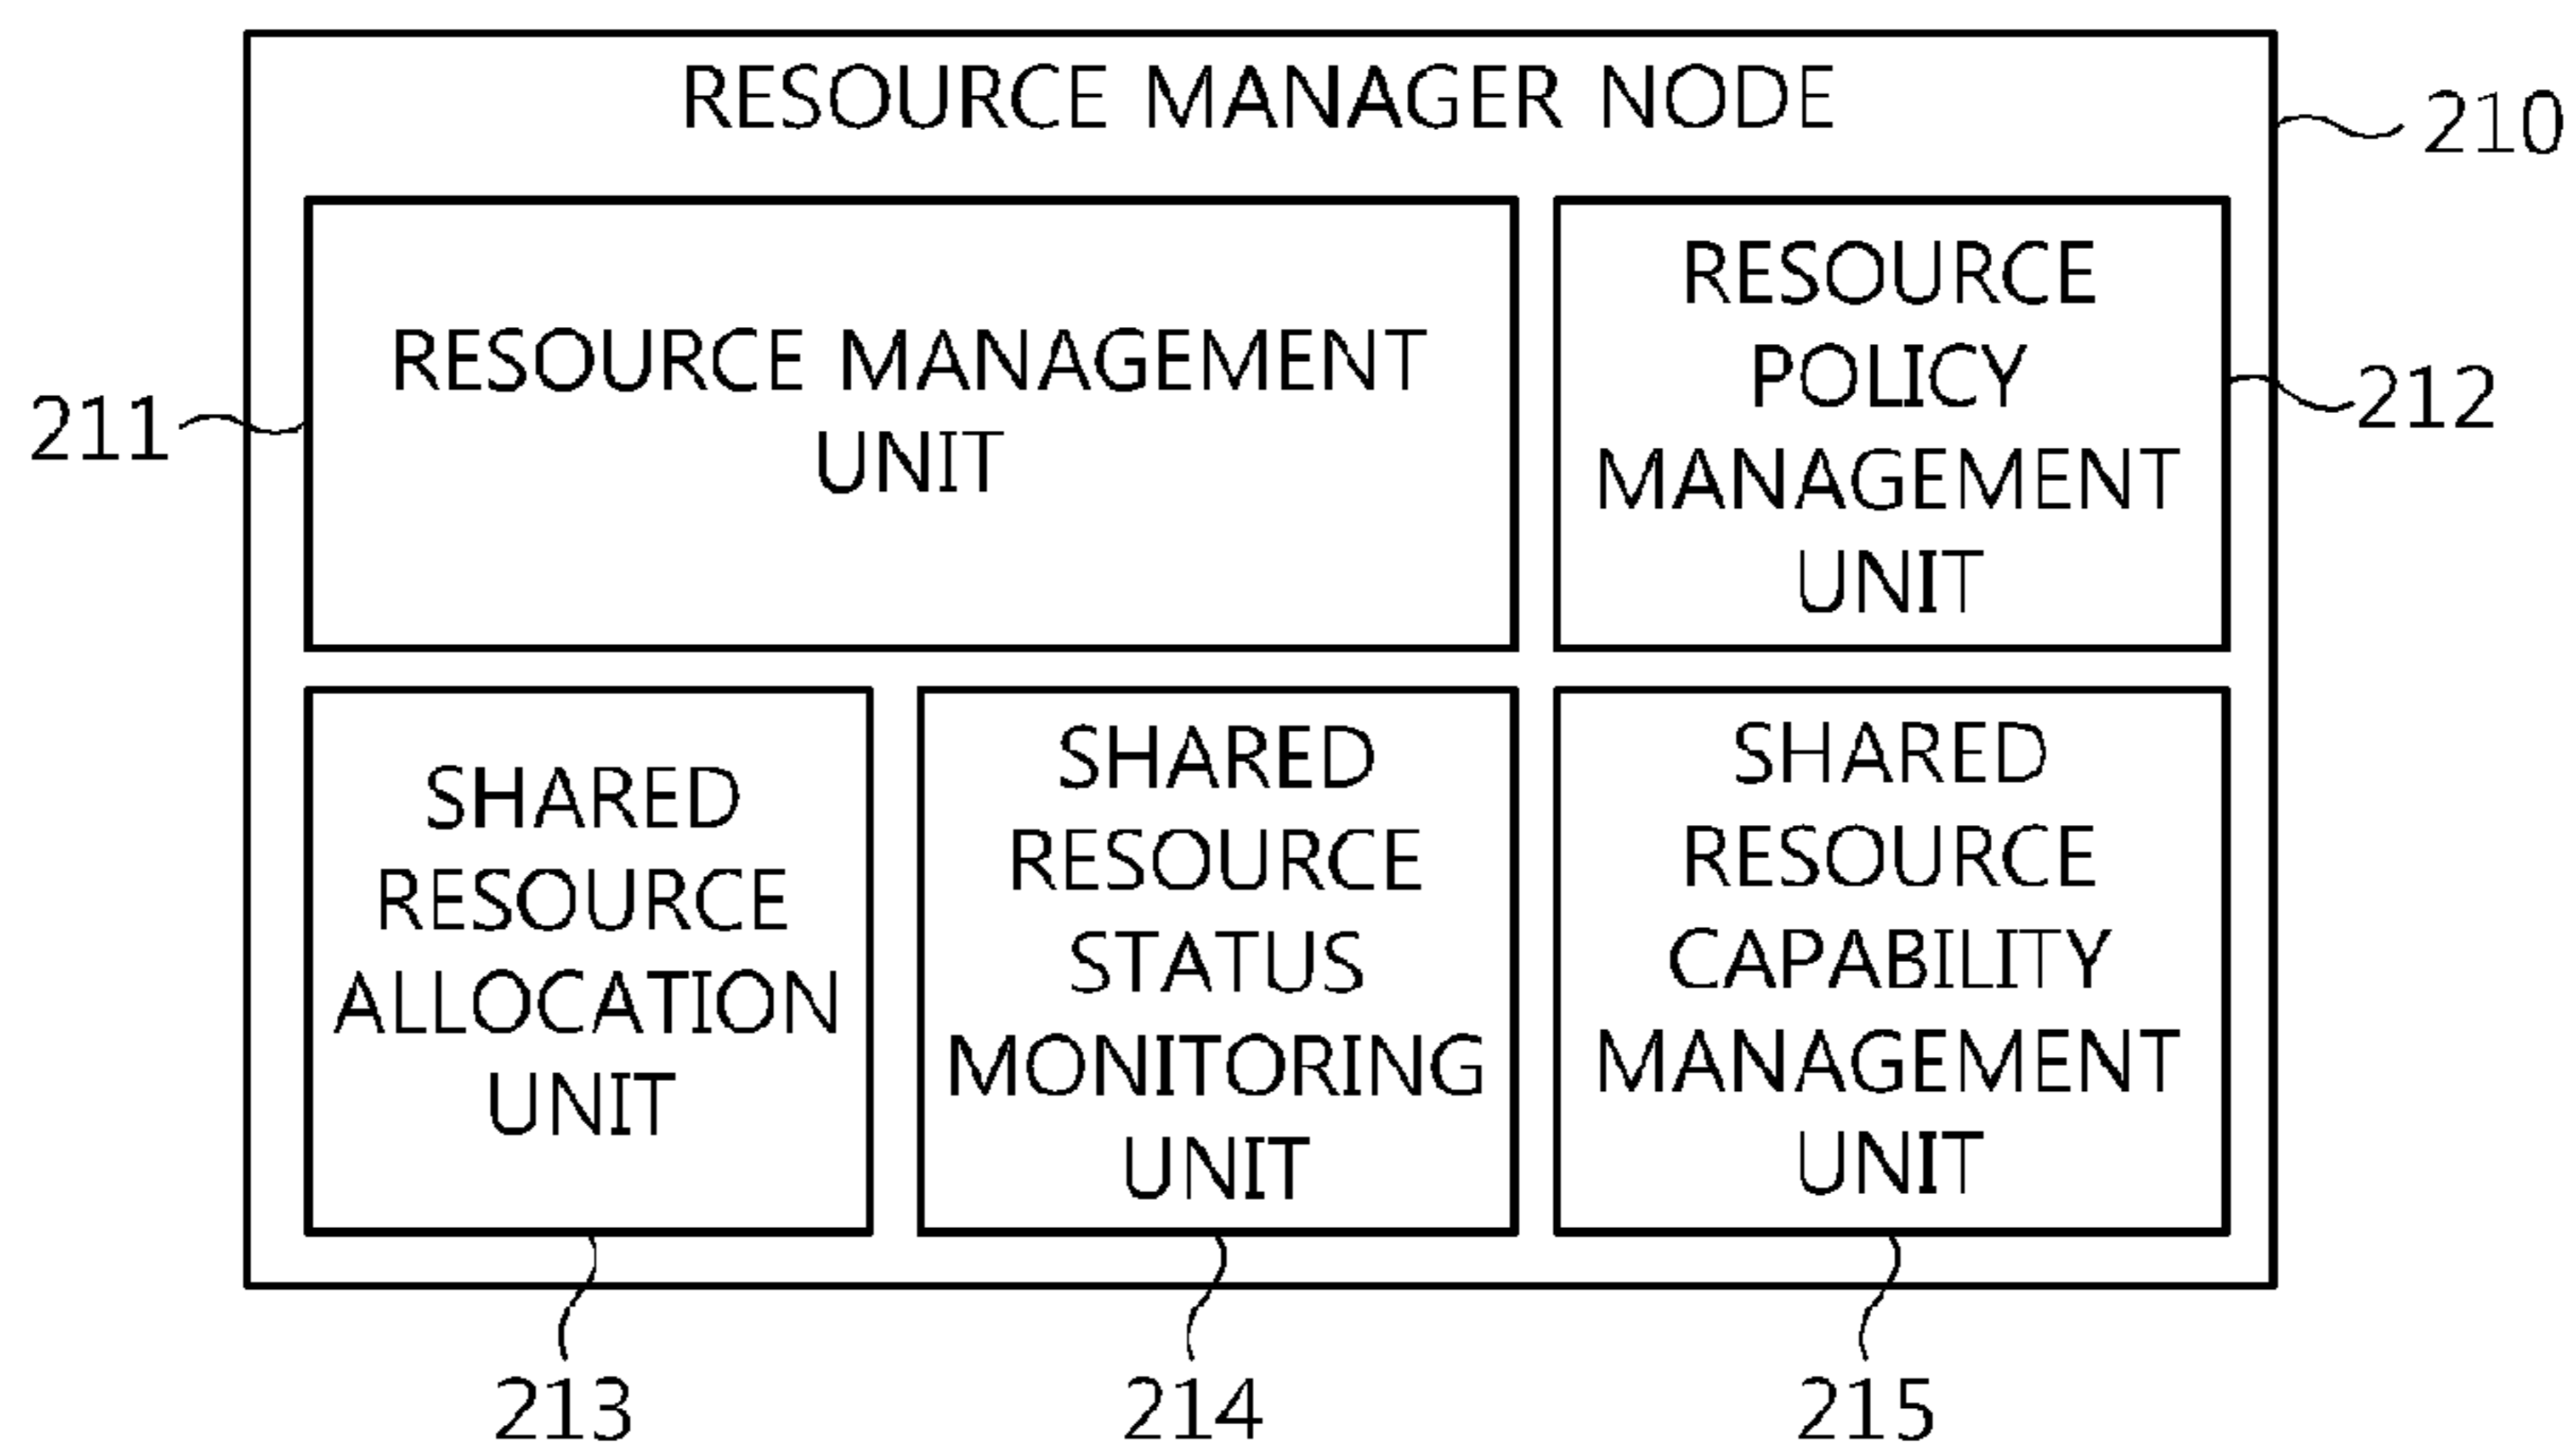 RESOURCE MANAGER NODE
210
RESOURCE MANAGEMENT
UNIT
211
RESOURCE
POLICY
MANAGEMENT
UNIT
212
SHARED
RESOURCE
ALLOCATION
UNIT
213
SHARED
RESOURCE
STATUS
MONITORING
UNIT
214
SHARED
RESOURCE
CAPABILITY
MANAGEMENT
UNIT
215